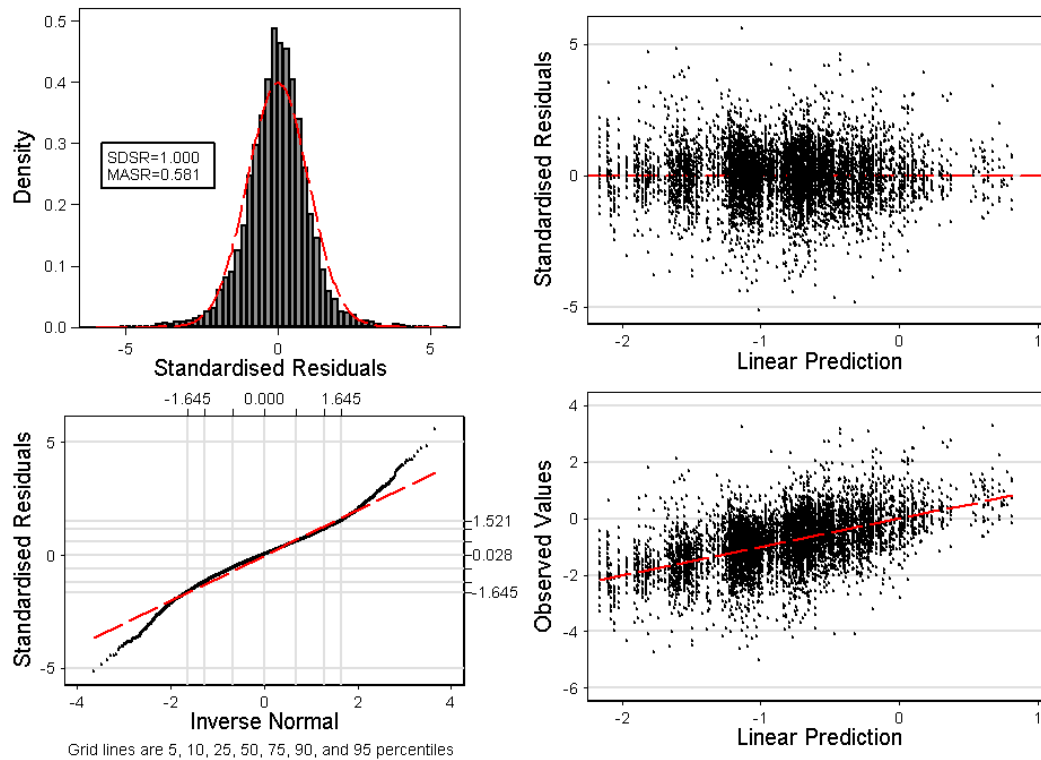 0.5
0.4
0.3
0.2
0.1
0.0
Density
SDSR=1.000
MASR=0.581
-5 0 5
Standardised Residuals
5
0
-5
Standardised Residuals
-2 -1 0 1
Linear Prediction
-1.645 0.000 1.645
5
0
-5
Standardised Residuals
1.521
0.028
-1.645
-4 -2 0 2 4
Inverse Normal
Grid lines are 5, 10, 25, 50, 75, 90, and 95 percentiles
4
2
0
-2
-4
-6
Observed Values
-2 -1 0 1
Linear Prediction